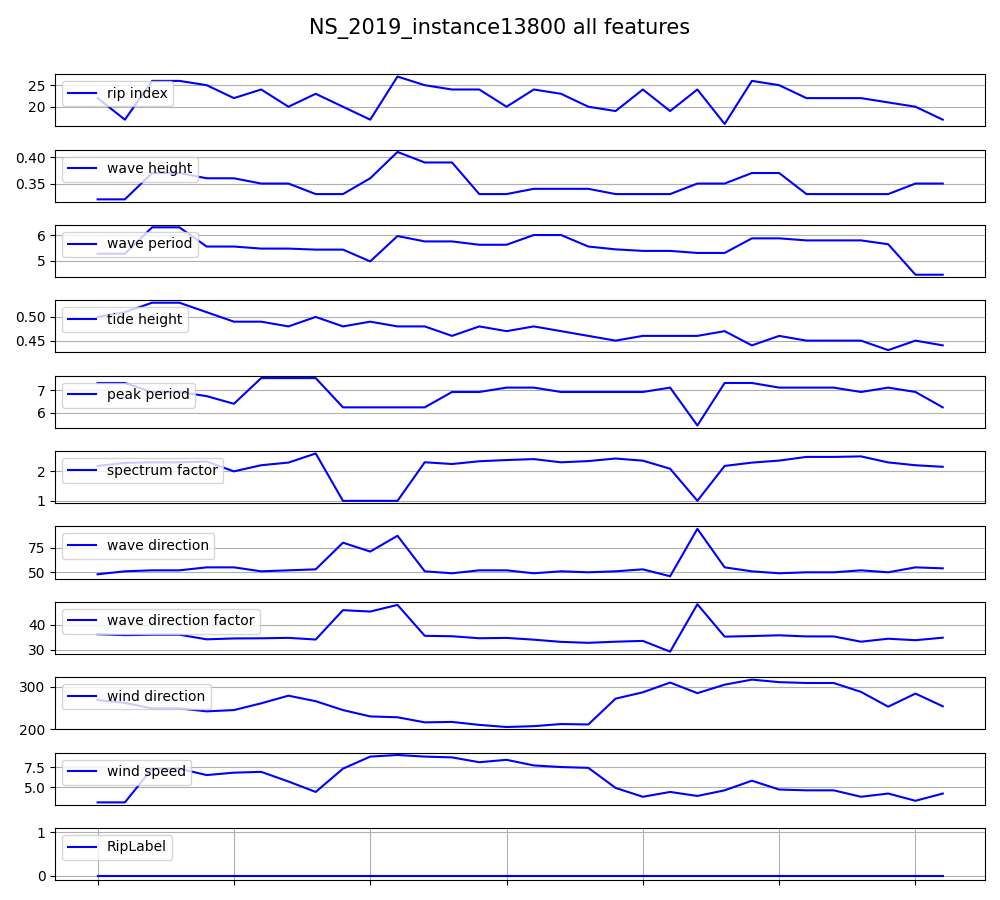 NS_2019_instance13800 all features
25
20
rip index
0.40
0.35
wave height
6
5
wave period
0.50
0.45
tide height
7
6
peak period
2
1
spectrum factor
75
50
wave direction
40
30
wave direction factor
300
200
wind direction
7.5
5.0
wind speed
1
0
RipLabel